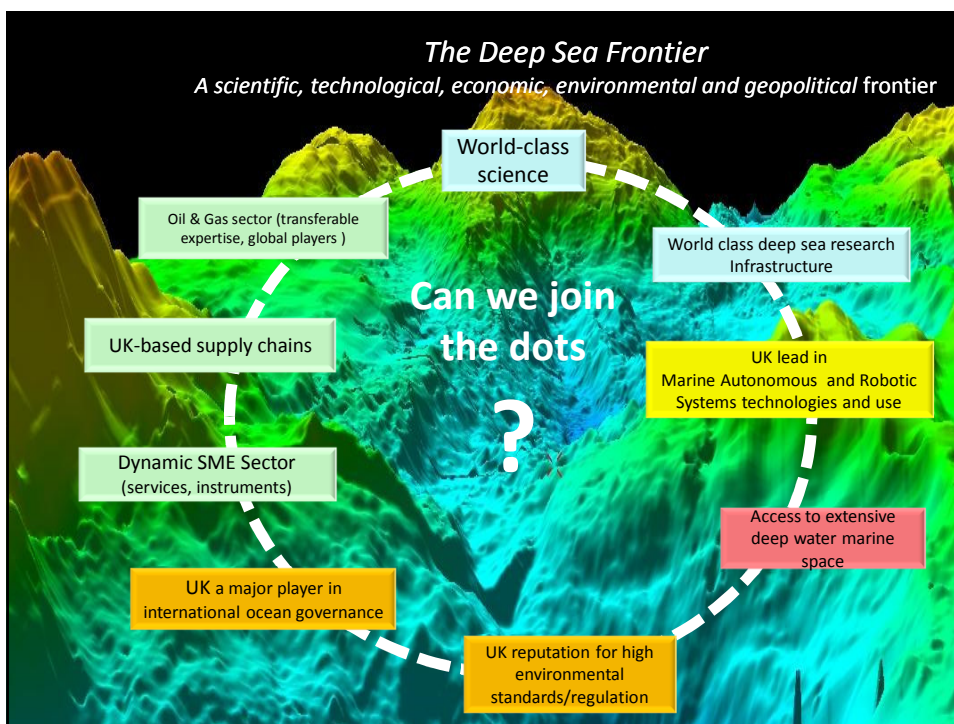 The Deep Sea Frontier
A scientific, technological, economic, environmental and geopolitical frontier
World-class
science
Oil & Gas sector (transferable
expertise, global players )
World class deep sea research
Infrastructure
Can we join
the dots
?
UK-based supply chains
UK lead in
Marine Autonomous and Robotic
Systems technologies and use
Dynamic SME Sector
(services, instruments)
Access to extensive
deep water marine
space
UK a major player in
international ocean governance
UK reputation for high
environmental
standards/regulation